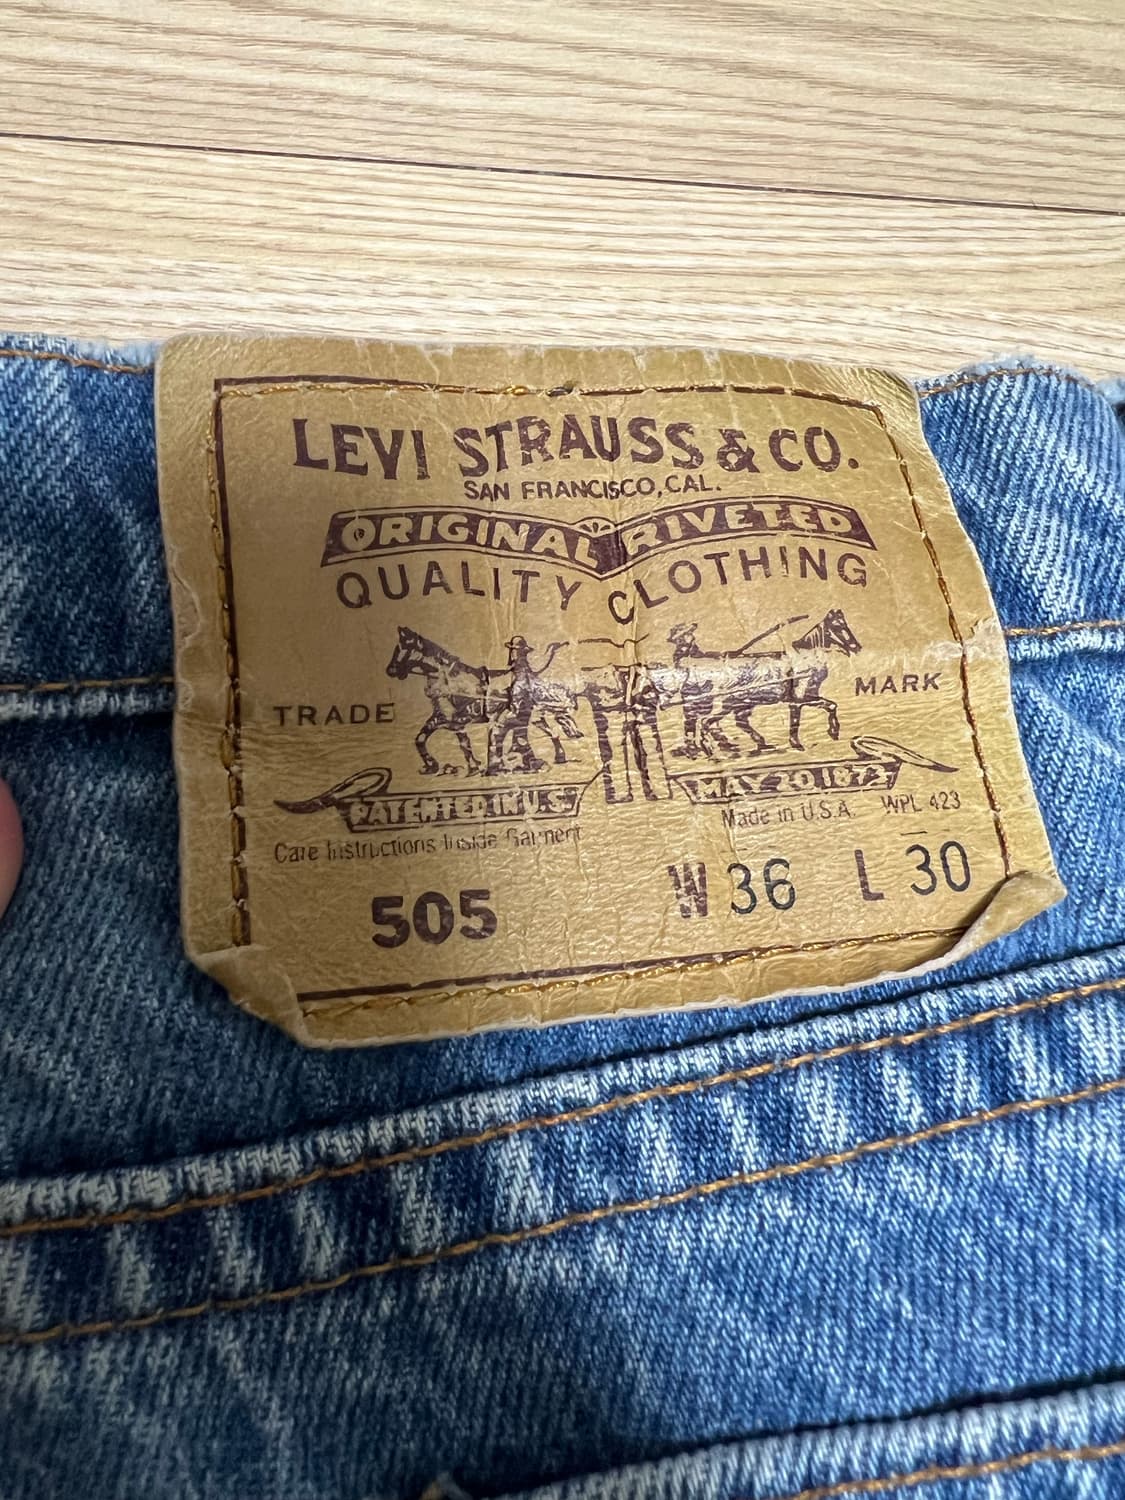 LEVI STRAUSS & CO.
SAN FRANCISCO, CAL.
ORIGINAL RIVETED
QUALITY CLOTHING
TRADE MARK
PATENTED IN U.S. MAY 20 1873
Care Instructions Inside Garment Made in U.S.A. WPL 423
505 W 36 L 30